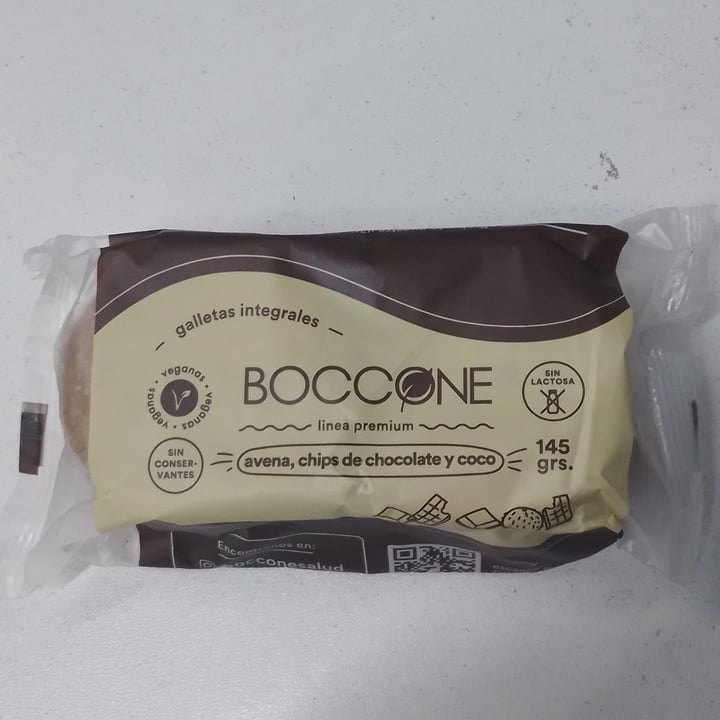 galletas integrales
veganas • veganas • veganas •
V
BOCCONE
SIN
LACTOSA
linea premium
SIN
CONSER-
VANTES
avena, chips de chocolate y coco
145
grs.
Encontranos en:
bocconesalud